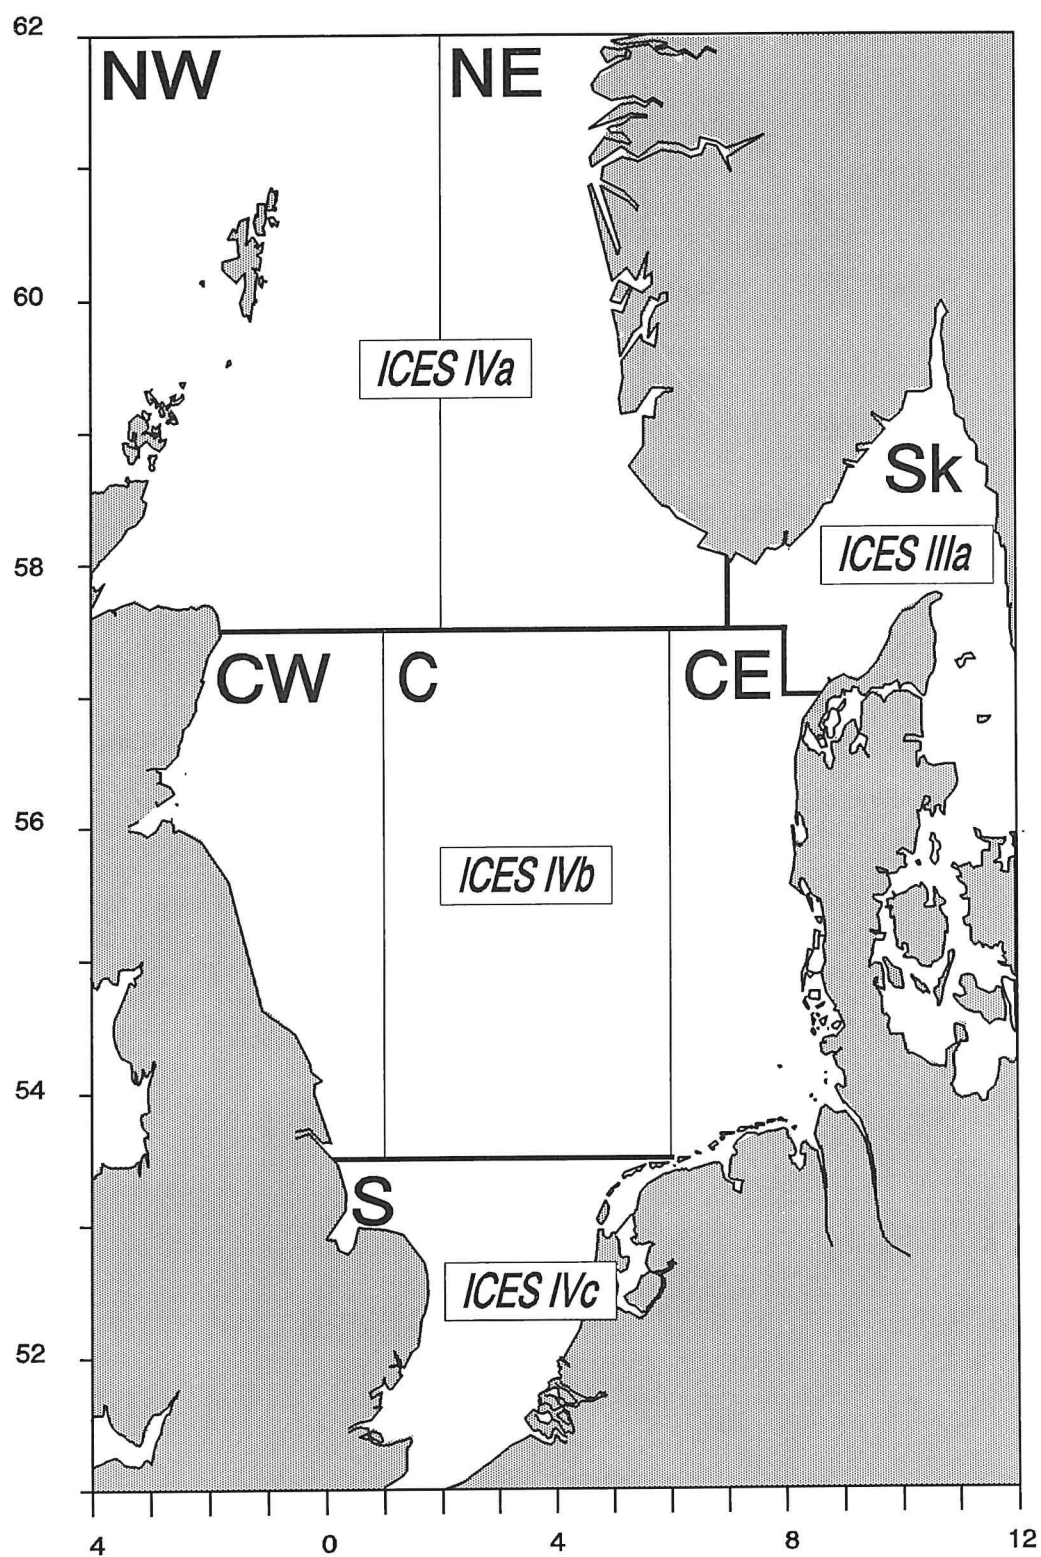 62
NW
NE
60
ICES IVa
Sk
58
ICES IIIa
CW
C
CE
56
ICES IVb
54
S
ICES IVc
52
4
0
4
8
12